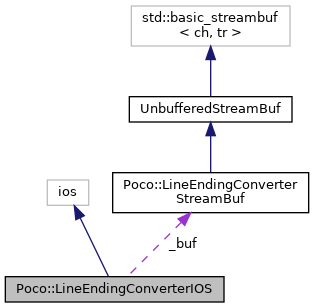 std::basic_streambuf
< ch, tr >
UnbufferedStreamBuf
ios
Poco::LineEndingConverter
StreamBuf
_buf
Poco::LineEndingConverterIOS